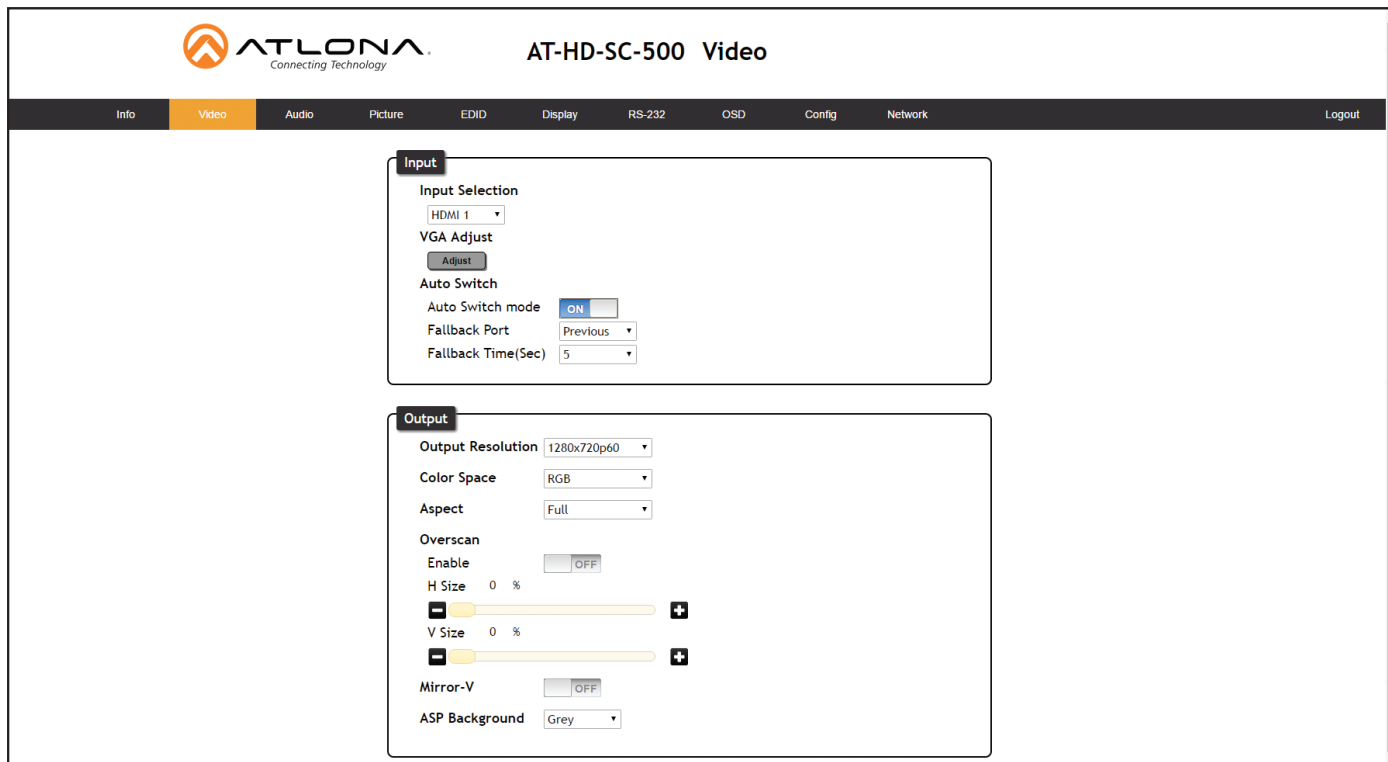 ATLONA.
Connecting Technology
AT-HD-SC-500 Video
Info Video Audio Picture EDID Display RS-232 OSD Config Network Logout
Input
Input Selection
HDMI 1
VGA Adjust
Adjust
Auto Switch
Auto Switch mode ON
Fallback Port Previous
Fallback Time(Sec) 5
Output
Output Resolution 1280x720p60
Color Space RGB
Aspect Full
Overscan
Enable OFF
H Size 0 %
V Size 0 %
Mirror-V OFF
ASP Background Grey